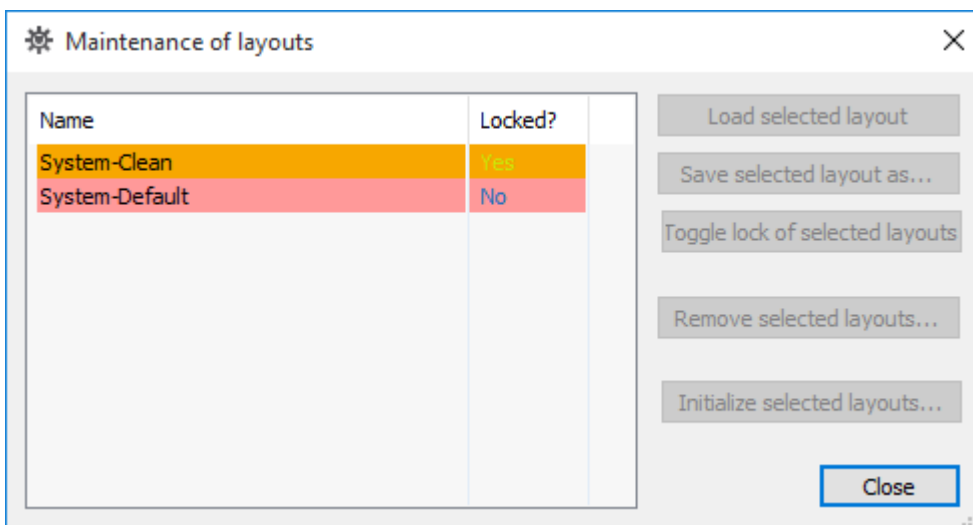 Maintenance of layouts
Name Locked?
System-Clean Yes
System-Default No
Load selected layout
Save selected layout as...
Toggle lock of selected layouts
Remove selected layouts...
Initialize selected layouts...
Close